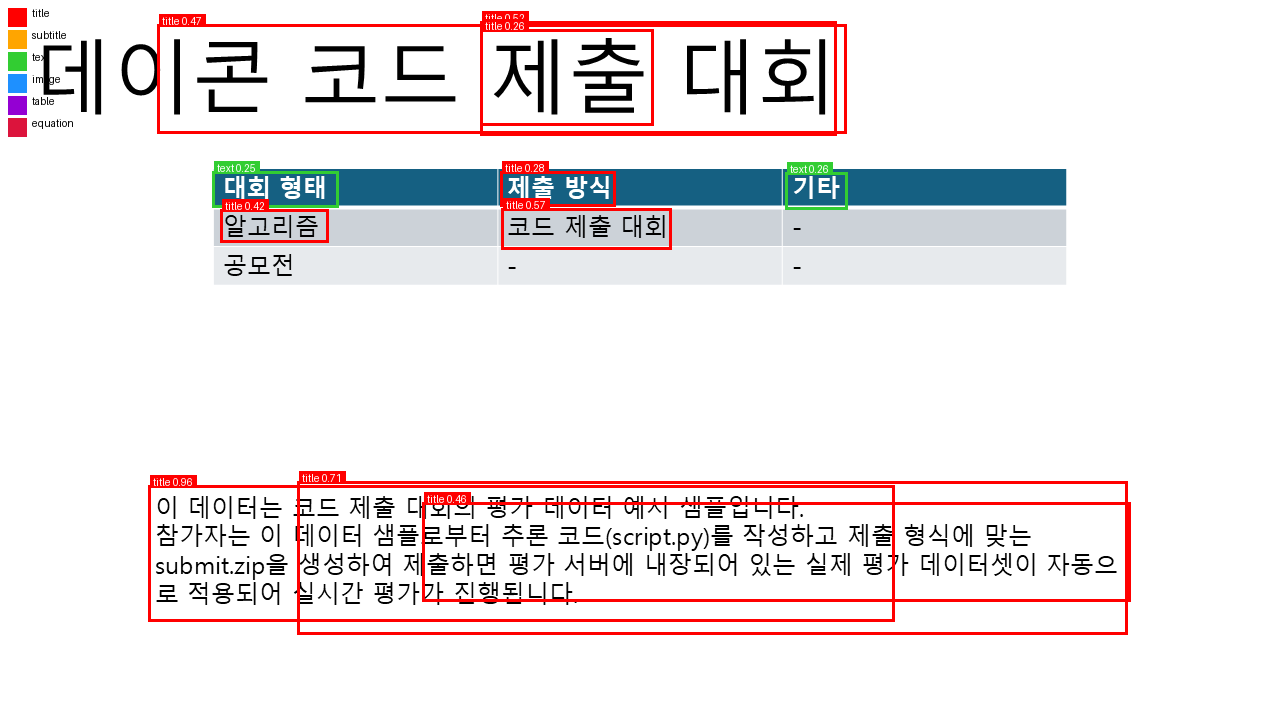 title
subtitle
text
image
table
equation
title 0.47
title 0.52
title 0.26
데이콘 코드 제출 대회
text 0.25
title 0.28
text 0.26
대회 형태 제출 방식 기타
title 0.42
title 0.57
알고리즘 코드 제출 대회 -
공모전 - -
title 0.96
title 0.71
title 0.46
이 데이터는 코드 제출 대회의 평가 데이터 예서 샘플입니다.
참가자는 이 데이터 샘플로부터 추론 코드(script.py)를 작성하고 제출 형식에 맞는
submit.zip을 생성하여 제출하면 평가 서버에 내장되어 있는 실제 평가 데이터셋이 자동으
로 적용되어 실시간 평가가 진행됩니다.